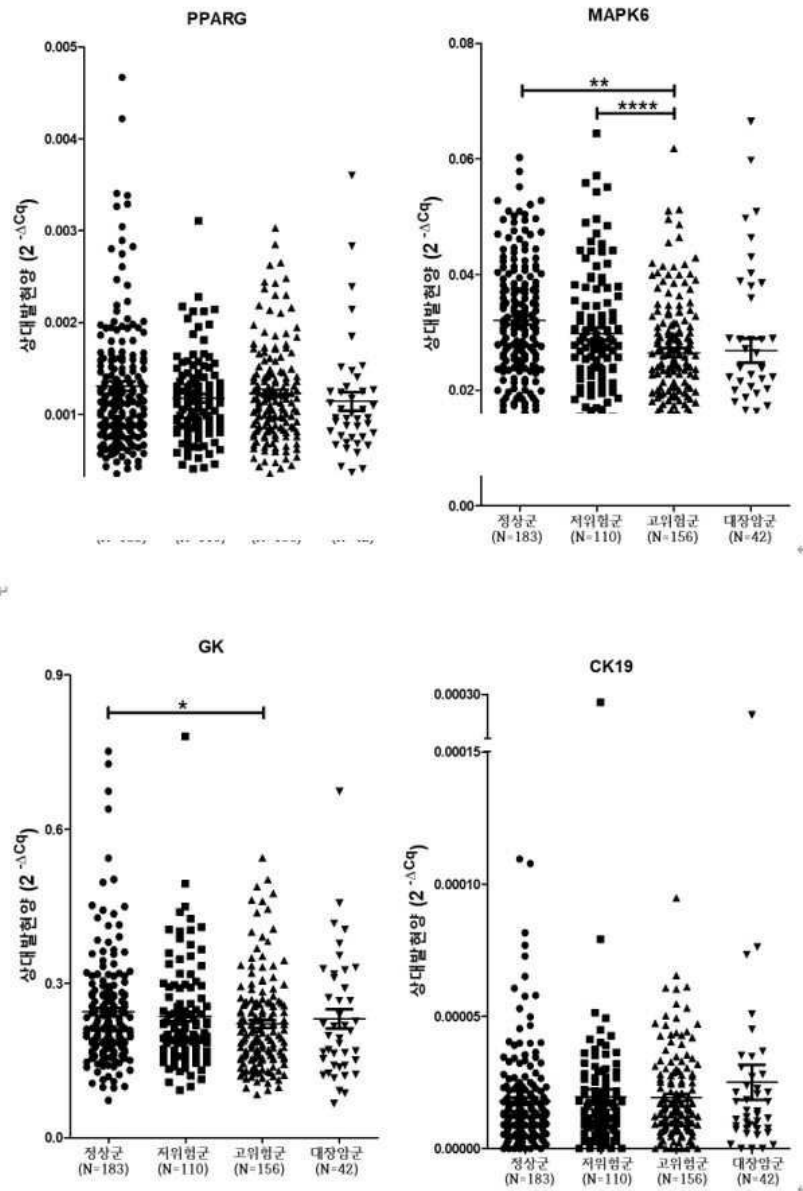 PPARG
0.005
0.004
0.003
0.002
0.001
상대발현양 (2 -ΔCq)
MAPK6
0.08
0.06
0.04
0.02
0.00
상대발현양 (2 -ΔCq)
**
****
정상군 저위험군 고위험군 대장암군
(N=183) (N=110) (N=156) (N=42)
GK
0.9
0.6
0.3
0.0
상대발현양 (2 -ΔCq)
*
정상군 저위험군 고위험군 대장암군
(N=183) (N=110) (N=156) (N=42)
CK19
0.00030
0.00015
0.00010
0.00005
0.00000
상대발현양 (2 -ΔCq)
정상군 저위험군 고위험군 대장암군
(N=183) (N=110) (N=156) (N=42)